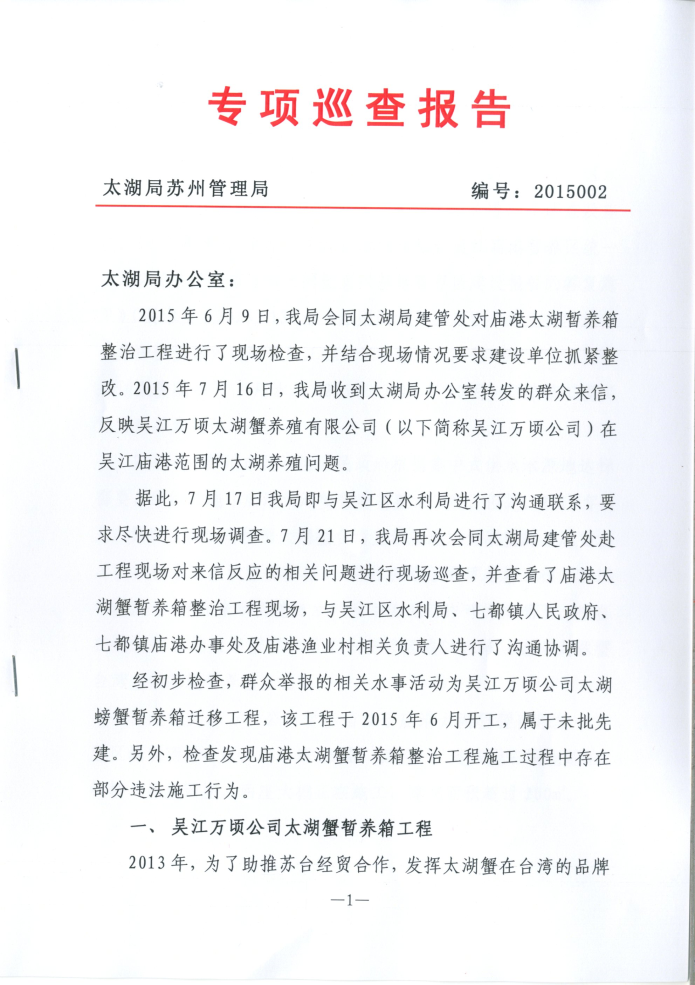 专项巡查报告
太湖局苏州管理局 编号：2015002
太湖局办公室：
2015 年 6 月 9 日，我局会同太湖局建管处对庙港太湖暂养箱
整治工程进行了现场检查，并结合现场情况要求建设单位抓紧整
改。2015 年 7 月 16 日，我局收到太湖局办公室转发的群众来信，
反映吴江万顷太湖蟹养殖有限公司（以下简称吴江万顷公司）在
吴江庙港范围的太湖养殖问题。
据此，7 月 17 日我局即与吴江区水利局进行了沟通联系，要
求尽快进行现场调查。7 月 21 日，我局再次会同太湖局建管处赴
工程现场对来信反应的相关问题进行现场巡查，并查看了庙港太
湖蟹暂养箱整治工程现场，与吴江区水利局、七都镇人民政府、
七都镇庙港办事处及庙港渔业村相关负责人进行了沟通协调。
经初步检查，群众举报的相关水事活动为吴江万顷公司太湖
螃蟹暂养箱迁移工程，该工程于 2015 年 6 月开工，属于未批先
建。另外，检查发现庙港太湖蟹暂养箱整治工程施工过程中存在
部分违法施工行为。
一、吴江万顷公司太湖蟹暂养箱工程
2013 年，为了助推苏台经贸合作，发挥太湖蟹在台湾的品牌
—1—